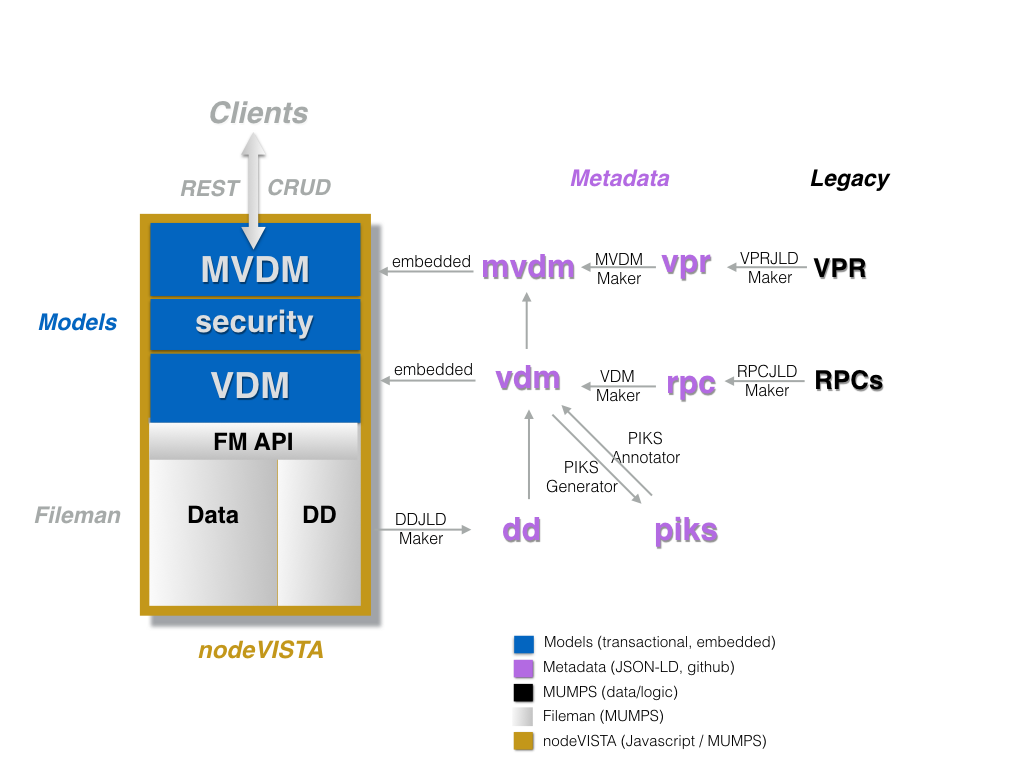 Clients
REST CRUD
Metadata
Legacy
MVDM
embedded
mvdm
MVDM
Maker
vpr
VPRJLD
Maker
VPR
Models
security
VDM
embedded
vdm
VDM
Maker
rpc
RPCJLD
Maker
RPCs
FM API
PIKS
Annotator
PIKS
Generator
Fileman
Data
DD
DDJLD
Maker
dd
piks
nodeVISTA
Models (transactional, embedded)
Metadata (JSON-LD, github)
MUMPS (data/logic)
Fileman (MUMPS)
nodeVISTA (Javascript / MUMPS)